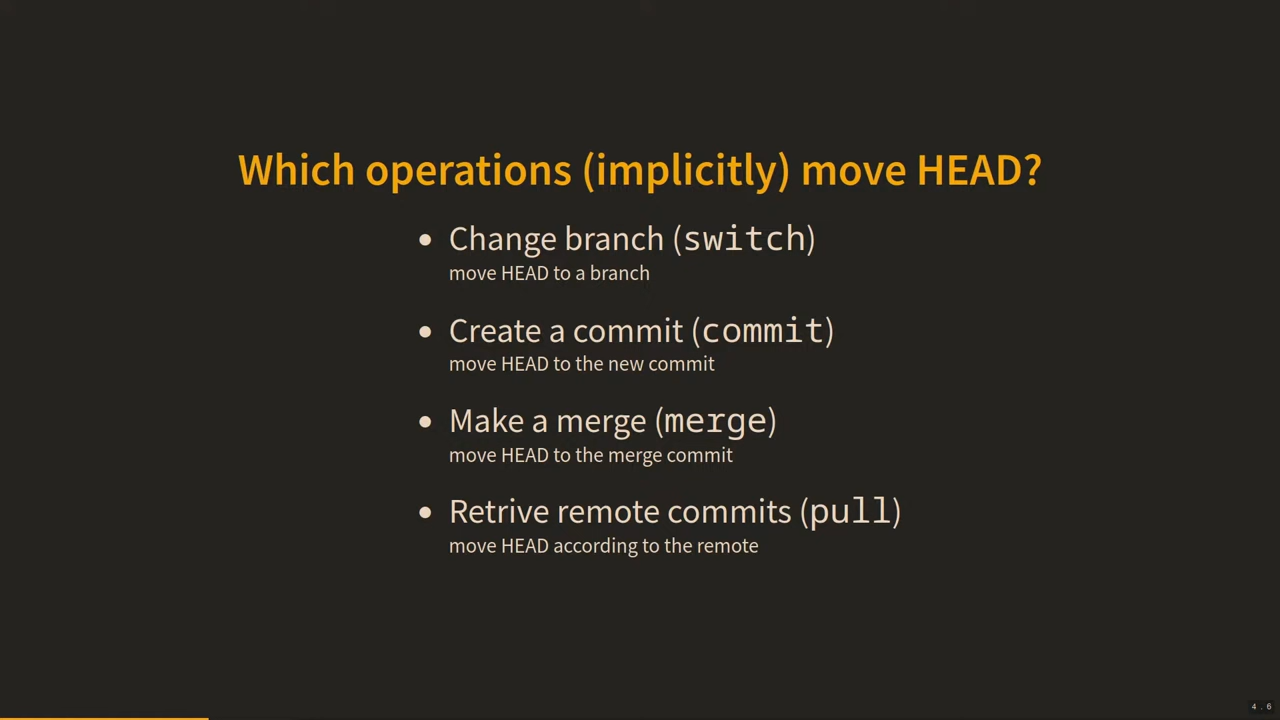 Which operations (implicitly) move HEAD?
• Change branch (switch)
move HEAD to a branch
• Create a commit (commit)
move HEAD to the new commit
• Make a merge (merge)
move HEAD to the merge commit
• Retrive remote commits (pull)
move HEAD according to the remote
4.6